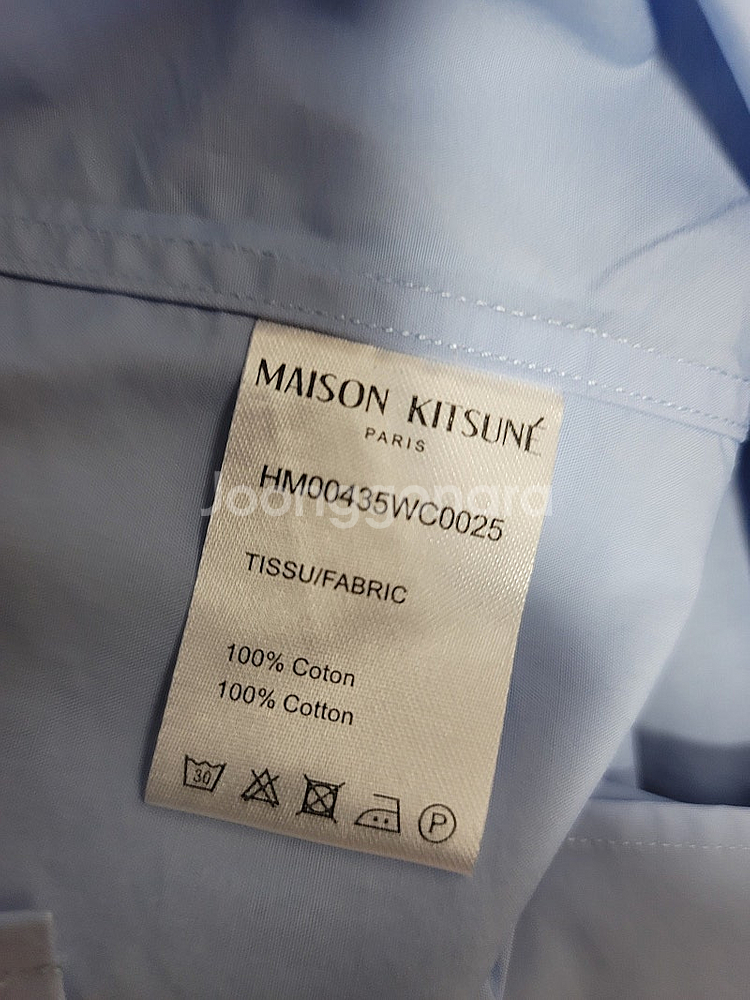 MAISON KITSUNÉ
PARIS
HM00435WC0025
Joonggonara
TISSU/FABRIC
100% Coton
100% Cotton
30
P